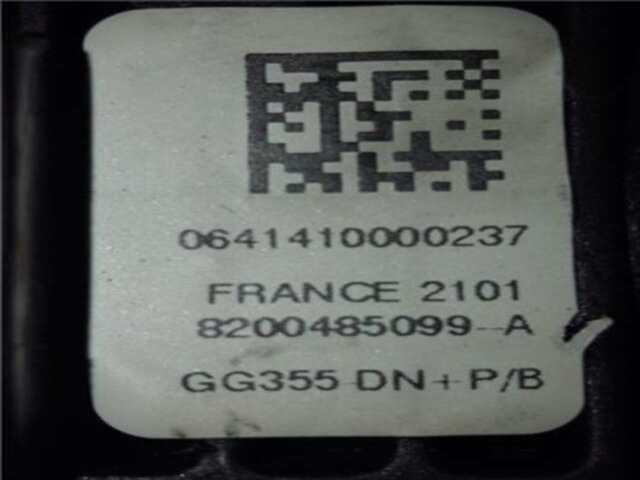 0641410000237
FRANCE 2101
8200485099-A
GG355 DN+P/B